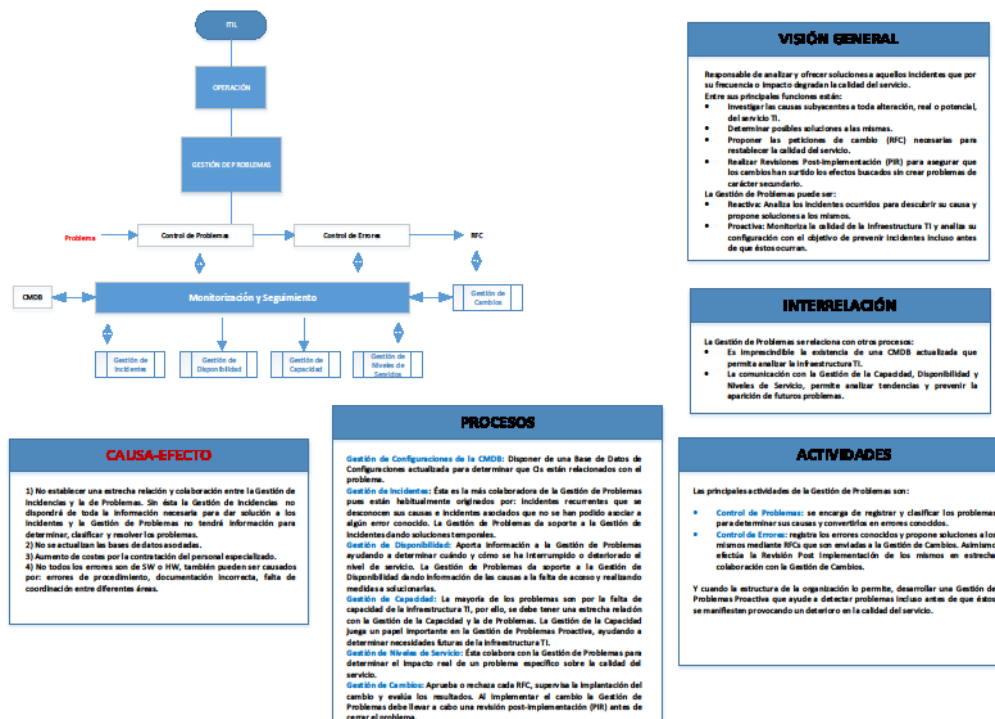 ITIL
OPERACIÓN
GESTIÓN DE PROBLEMAS
Problema
Control de Problemas
Control de Errores
RFC
CMDB
Monitorización y Seguimiento
Gestión de
Cambios
Gestión de
Incidentes
Gestión de
Disponibilidad
Gestión de
Capacidad
Gestión de
Niveles de
Servicios
VISIÓN GENERAL
Responsable de analizar y ofrecer soluciones a aquellos incidentes que por
su frecuencia o impacto degradan la calidad del servicio.
Entre sus principales funciones están:
• Investigar las causas subyacentes a toda alteración, real o potencial,
del servicio TI.
• Determinar posibles soluciones a las mismas.
• Proponer las peticiones de cambio (RFC) necesarias para
restablecer la calidad del servicio.
• Realizar Revisiones Post-Implementación (PIR) para asegurar que
los cambios han surtido los efectos buscados sin crear problemas de
carácter secundario.
La Gestión de Problemas puede ser:
• Reactiva: Analiza los incidentes ocurridos para descubrir su causa y
propone soluciones a los mismos.
• Proactiva: Monitoriza la calidad de la infraestructura TI y analiza su
configuración con el objetivo de prevenir incidentes incluso antes
de que éstos ocurran.
INTERRELACIÓN
La Gestión de Problemas se relaciona con otros procesos:
• Es imprescindible la existencia de una CMDB actualizada que
permita analizar la infraestructura TI.
• La comunicación con la Gestión de la Capacidad, Disponibilidad y
Niveles de Servicio, permite analizar tendencias y prevenir la
aparición de futuros problemas.
CAUSA-EFECTO
1) No establecer una estrecha relación y colaboración entre la Gestión de
Incidencias y la de Problemas. Sin ésta la Gestión de Incidencias no
dispondrá de toda la información necesaria para dar solución a los
incidentes y la Gestión de Problemas no tendrá información para
determinar, clasificar y resolver los problemas.
2) No se actualizan las bases de datos asociadas.
3) Aumento de costes por la contratación del personal especializado.
4) No todos los errores son de SW o HW, también pueden ser causados
por: errores de procedimiento, documentación incorrecta, falta de
coordinación entre diferentes áreas.
PROCESOS
Gestión de Configuraciones de la CMDB: Disponer de una Base de Datos de
Configuraciones actualizada para determinar que CIs están relacionados con el
problema.
Gestión de Incidentes: Ésta es la más colaboradora de la Gestión de Problemas
pues están habitualmente originados por: incidentes recurrentes que se
desconocen sus causas e incidentes asociados que no se han podido asociar a
algún error conocido. La Gestión de Problemas da soporte a la Gestión de
Incidentes dando soluciones temporales.
Gestión de Disponibilidad: Aporta información a la Gestión de Problemas
ayudando a determinar cuándo y cómo se ha interrumpido o deteriorado el
nivel de servicio. La Gestión de Problemas da soporte a la Gestión de
Disponibilidad dando información de las causas a la falta de acceso y realizando
medidas a solucionarlas.
Gestión de Capacidad: La mayoría de los problemas son por la falta de
capacidad de la infraestructura TI, por ello, se debe tener una estrecha relación
con la Gestión de la Capacidad y la de Problemas. La Gestión de la Capacidad
juega un papel importante en la Gestión de Problemas Proactiva, ayudando a
determinar necesidades futuras de la infraestructura TI.
Gestión de Niveles de Servicio: Ésta colabora con la Gestión de Problemas para
determinar el impacto real de un problema específico sobre la calidad del
servicio.
Gestión de Cambios: Aprueba o rechaza cada RFC, supervisa la implantación del
cambio y evalúa los resultados. Al implementar el cambio la Gestión de
Problemas debe llevar a cabo una revisión post-implementación (PIR) antes de
cerrar el problema.
ACTIVIDADES
Las principales actividades de la Gestión de Problemas son:
• Control de Problemas: se encarga de registrar y clasificar los problemas
para determinar sus causas y convertirlos en errores conocidos.
• Control de Errores: registra los errores conocidos y propone soluciones a los
mismos mediante RFCs que son enviadas a la Gestión de Cambios. Asimismo
efectúa la Revisión Post Implementación de los mismos en estrecha
colaboración con la Gestión de Cambios.
Y cuando la estructura de la organización lo permite, desarrollar una Gestión de
Problemas Proactiva que ayude a detectar problemas incluso antes de que éstos
se manifiesten provocando un deterioro en la calidad del servicio.